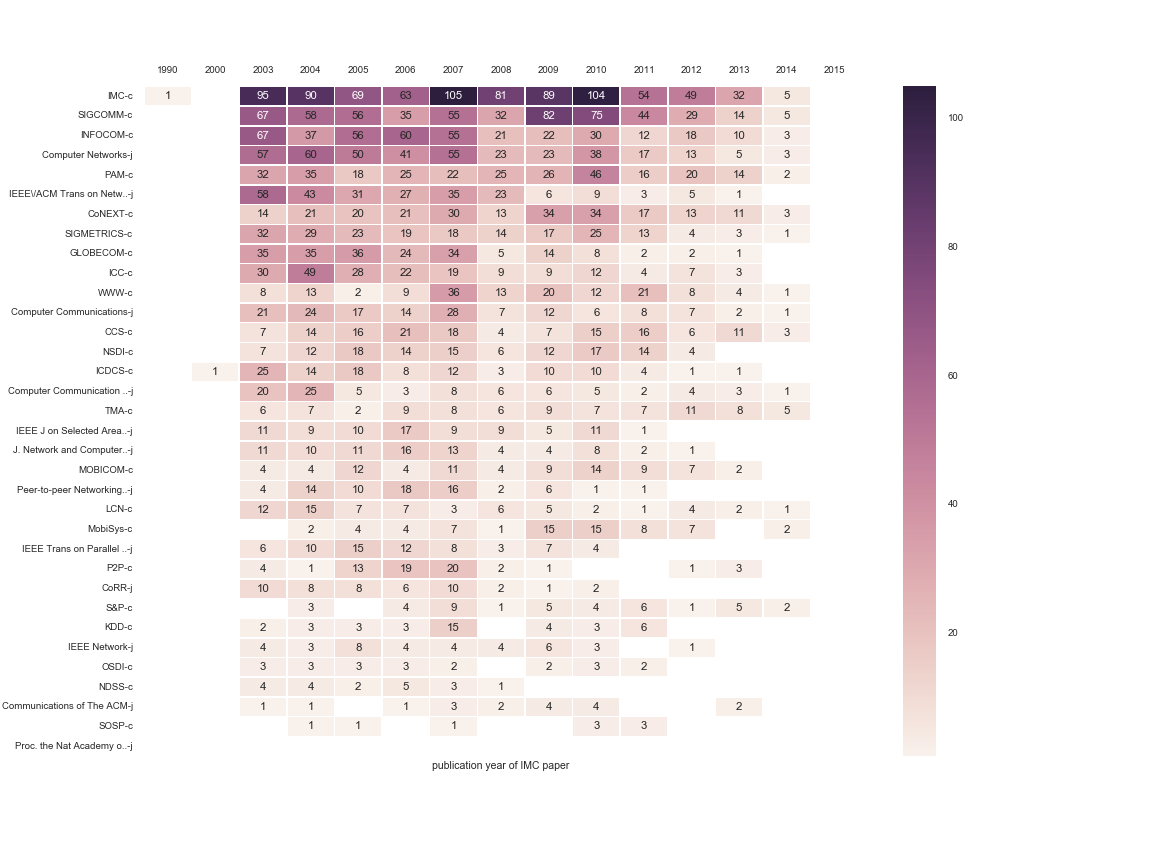 1990 2000 2003 2004 2005 2006 2007 2008 2009 2010 2011 2012 2013 2014 2015
IMC-c 1 95 90 69 63 105 81 89 104 54 49 32 5
SIGCOMM-c 67 58 56 35 55 32 82 75 44 29 14 5
INFOCOM-c 67 37 56 60 55 21 22 30 12 18 10 3
Computer Networks-j 57 60 50 41 55 23 23 38 17 13 5 3
PAM-c 32 35 18 25 22 25 26 46 16 20 14 2
IEEE\/ACM Trans on Netw..-j 58 43 31 27 35 23 6 9 3 5 1
CoNEXT-c 14 21 20 21 30 13 34 34 17 13 11 3
SIGMETRICS-c 32 29 23 19 18 14 17 25 13 4 3 1
GLOBECOM-c 35 35 36 24 34 5 14 8 2 2 1
ICC-c 30 49 28 22 19 9 9 12 4 7 3
WWW-c 8 13 2 9 36 13 20 12 21 8 4 1
Computer Communications-j 21 24 17 14 28 7 12 6 8 7 2 1
CCS-c 7 14 16 21 18 4 7 15 16 6 11 3
NSDI-c 7 12 18 14 15 6 12 17 14 4
ICDCS-c 1 25 14 18 8 12 3 10 10 4 1 1
Computer Communication ..-j 20 25 5 3 8 6 6 5 2 4 3 1
TMA-c 6 7 2 9 8 6 9 7 7 11 8 5
IEEE J on Selected Area..-j 11 9 10 17 9 9 5 11 1
J. Network and Computer..-j 11 10 11 16 13 4 4 8 2 1
MOBICOM-c 4 4 12 4 11 4 9 14 9 7 2
Peer-to-peer Networking..-j 4 14 10 18 16 2 6 1 1
LCN-c 12 15 7 7 3 6 5 2 1 4 2 1
MobiSys-c 2 4 4 7 1 15 15 8 7 2
IEEE Trans on Parallel ..-j 6 10 15 12 8 3 7 4
P2P-c 4 1 13 19 20 2 1 1 3
CoRR-j 10 8 8 6 10 2 1 2
S&P-c 3 4 9 1 5 4 6 1 5 2
KDD-c 2 3 3 3 15 4 3 6
IEEE Network-j 4 3 8 4 4 4 6 3 1
OSDI-c 3 3 3 3 2 2 3 2
NDSS-c 4 4 2 5 3 1
Communications of The ACM-j 1 1 1 3 2 4 4 2
SOSP-c 1 1 1 3 3
Proc. the Nat Academy o..-j
publication year of IMC paper
100
80
60
40
20